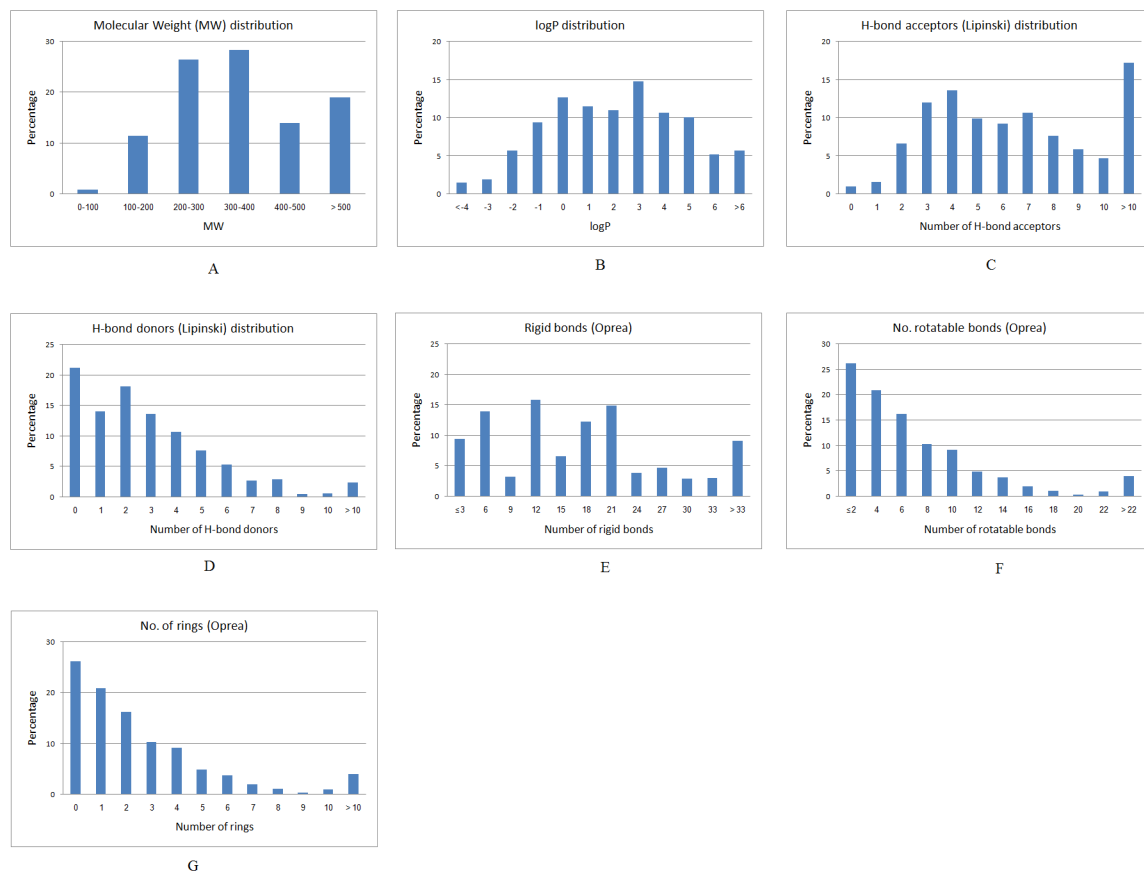 Molecular Weight (MW) distribution
30
20
10
0
Percentage
0-100 100-200 200-300 300-400 400-500 > 500
MW
A
logP distribution
20
15
10
5
0
Percentage
<-4 -3 -2 -1 0 1 2 3 4 5 6 >6
logP
B
H-bond acceptors (Lipinski) distribution
20
15
10
5
0
Percentage
0 1 2 3 4 5 6 7 8 9 10 > 10
Number of H-bond acceptors
C
H-bond donors (Lipinski) distribution
25
20
15
10
5
0
Percentage
0 1 2 3 4 5 6 7 8 9 10 > 10
Number of H-bond donors
D
Rigid bonds (Oprea)
25
20
15
10
5
0
Percentage
≤3 6 9 12 15 18 21 24 27 30 33 > 33
Number of rigid bonds
E
No. rotatable bonds (Oprea)
30
25
20
15
10
5
0
Percentage
≤2 4 6 8 10 12 14 16 18 20 22 > 22
Number of rotatable bonds
F
No. of rings (Oprea)
30
20
10
0
Percentage
0 1 2 3 4 5 6 7 8 9 10 > 10
Number of rings
G